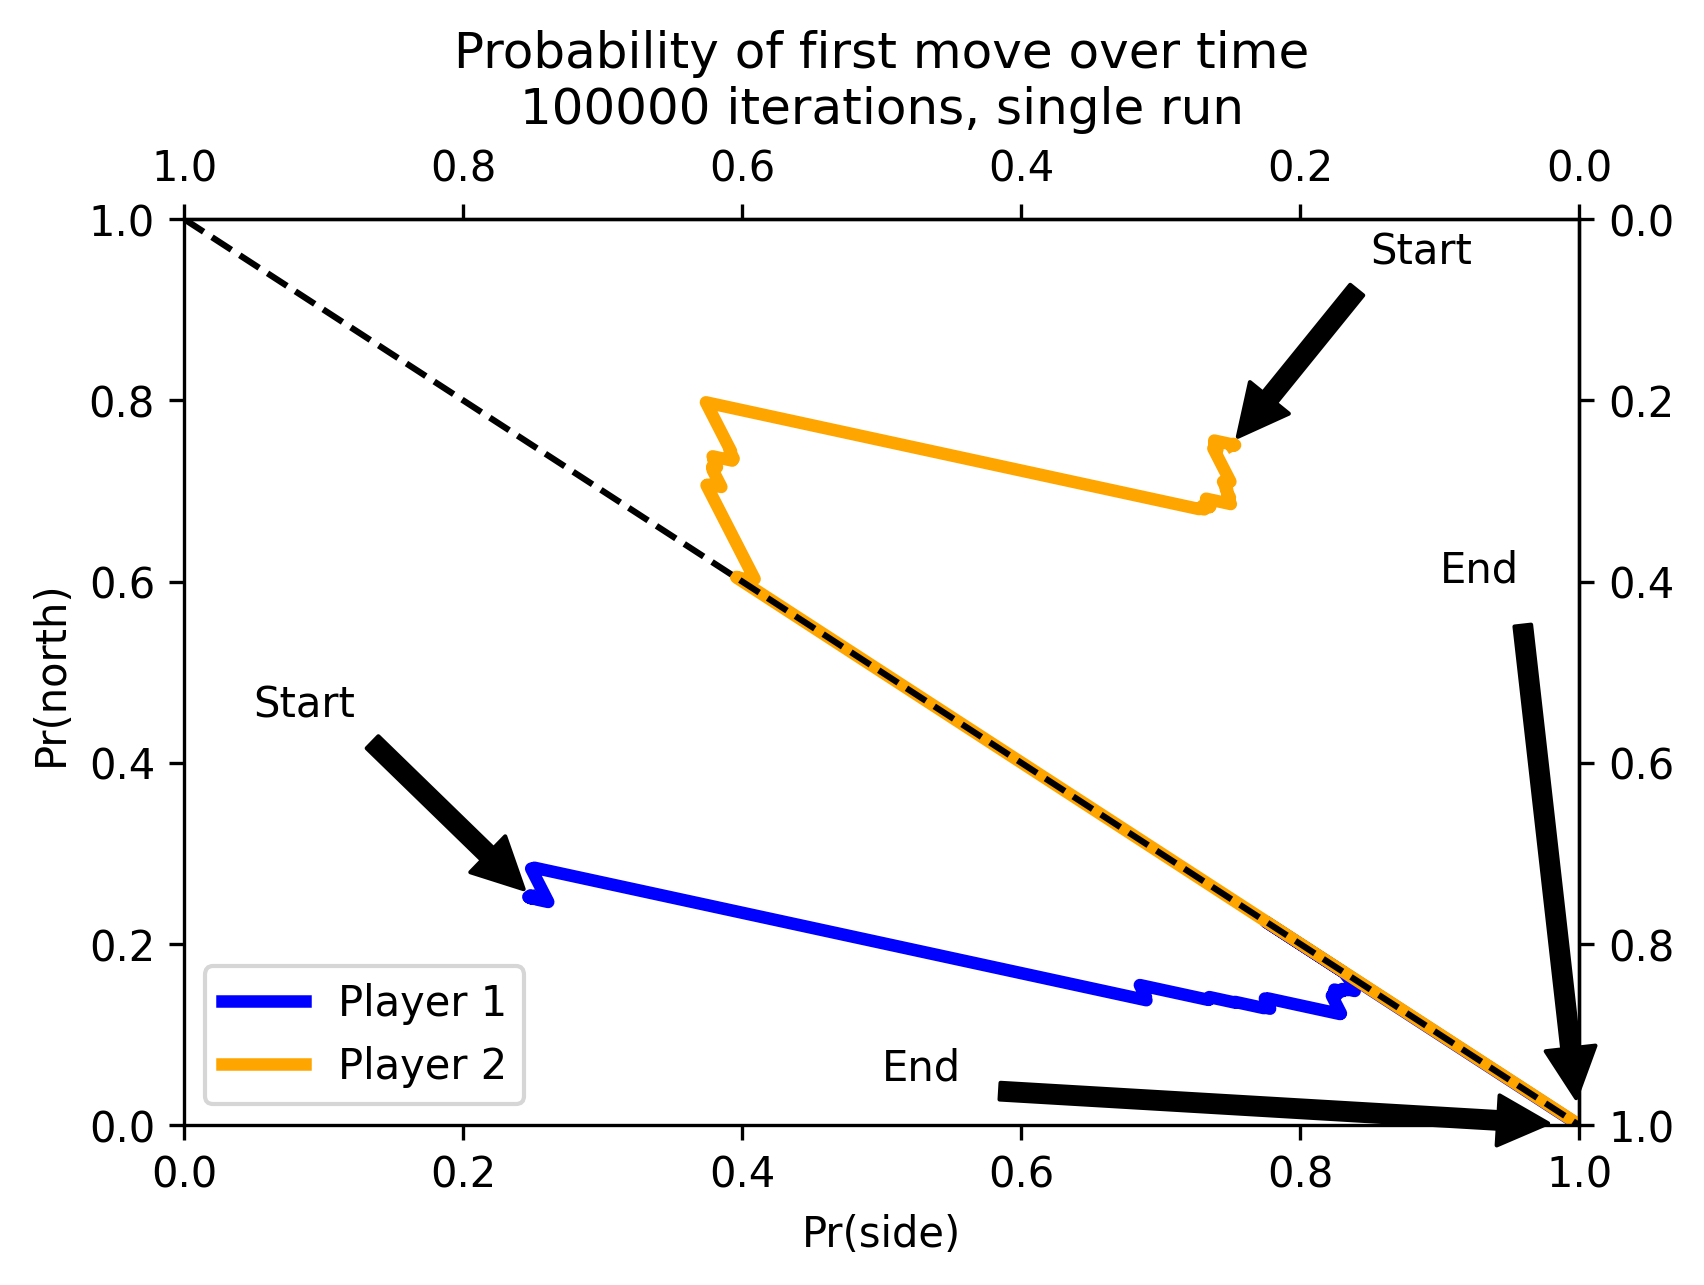 Probability of first move over time
100000 iterations, single run
1.0 0.8 0.6 0.4 0.2 0.0
1.0 0.0
Start
0.8 0.2
End
0.6 0.4
Pr(north)
Start
0.4 0.6
0.2 0.8
Player 1
Player 2
End
0.0 1.0
0.0 0.2 0.4 0.6 0.8 1.0
Pr(side)